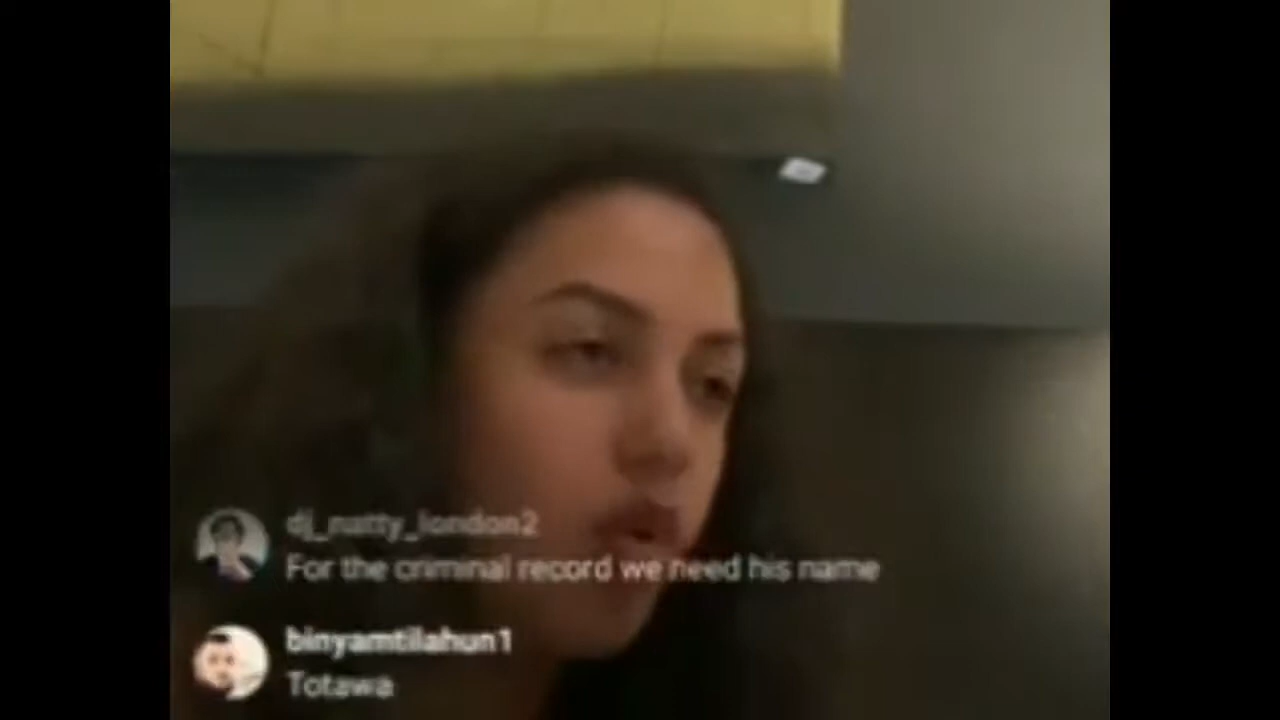 dj_natty_london2
For the criminal record we need his name
binyamtilahun1
Totawa